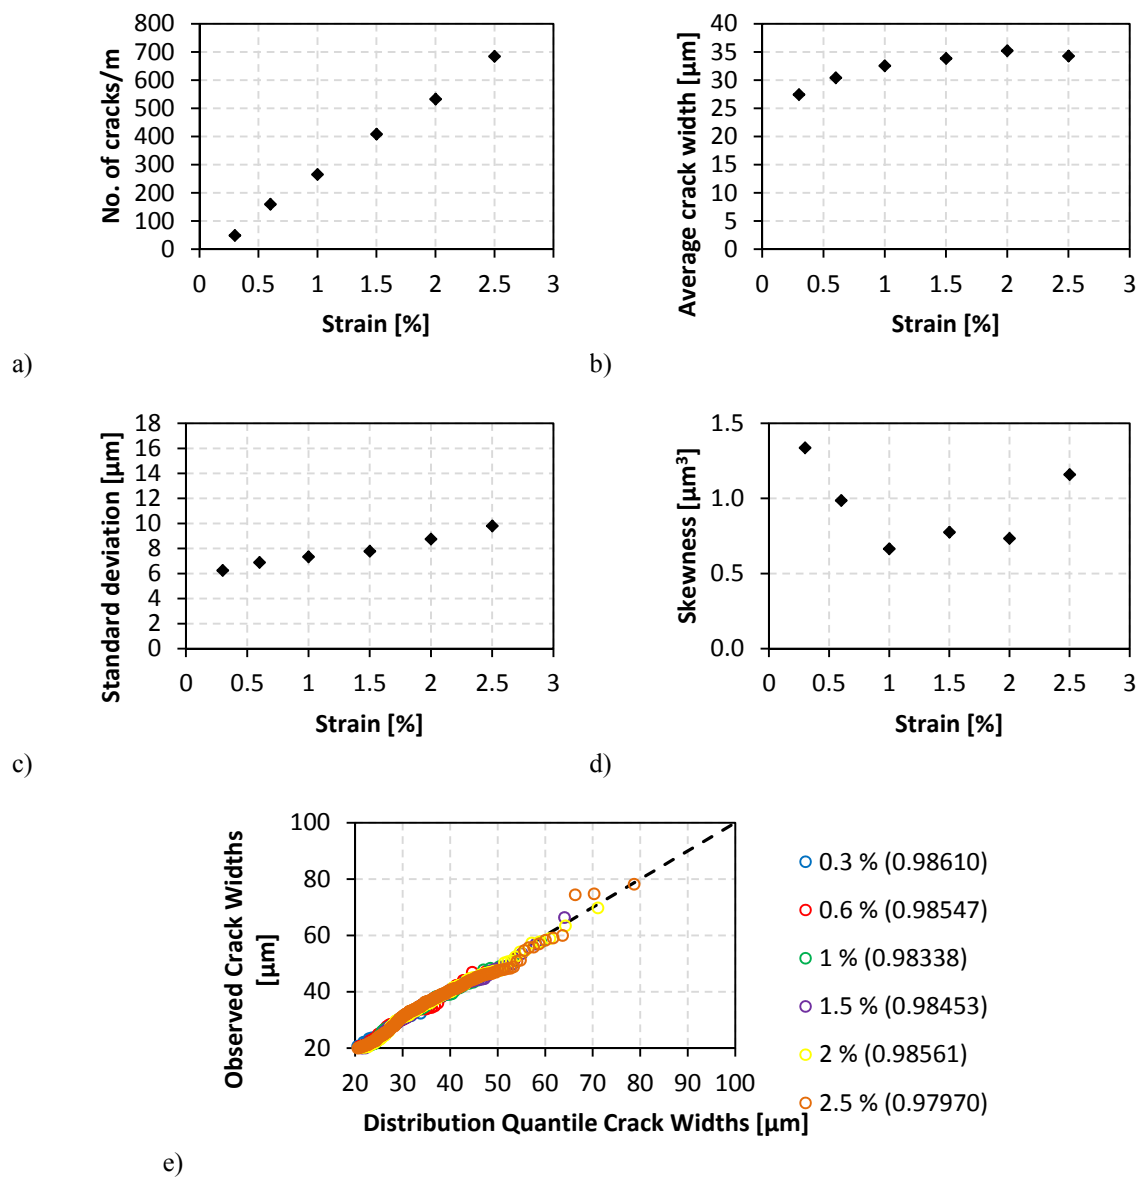 800
700
600
500
400
300
200
100
0
No. of cracks/m
0 0.5 1 1.5 2 2.5 3
Strain [%]
a)
40
35
30
25
20
15
10
5
0
Average crack width [µm]
0 0.5 1 1.5 2 2.5 3
Strain [%]
b)
18
16
14
12
10
8
6
4
2
0
Standard deviation [µm]
0 0.5 1 1.5 2 2.5 3
Strain [%]
c)
1.5
1.0
0.5
0.0
Skewness [µm³]
0 0.5 1 1.5 2 2.5 3
Strain [%]
d)
100
80
60
40
20
Observed Crack Widths
[µm]
20 30 40 50 60 70 80 90 100
Distribution Quantile Crack Widths [µm]
0.3 % (0.98610)
0.6 % (0.98547)
1 % (0.98338)
1.5 % (0.98453)
2 % (0.98561)
2.5 % (0.97970)
e)